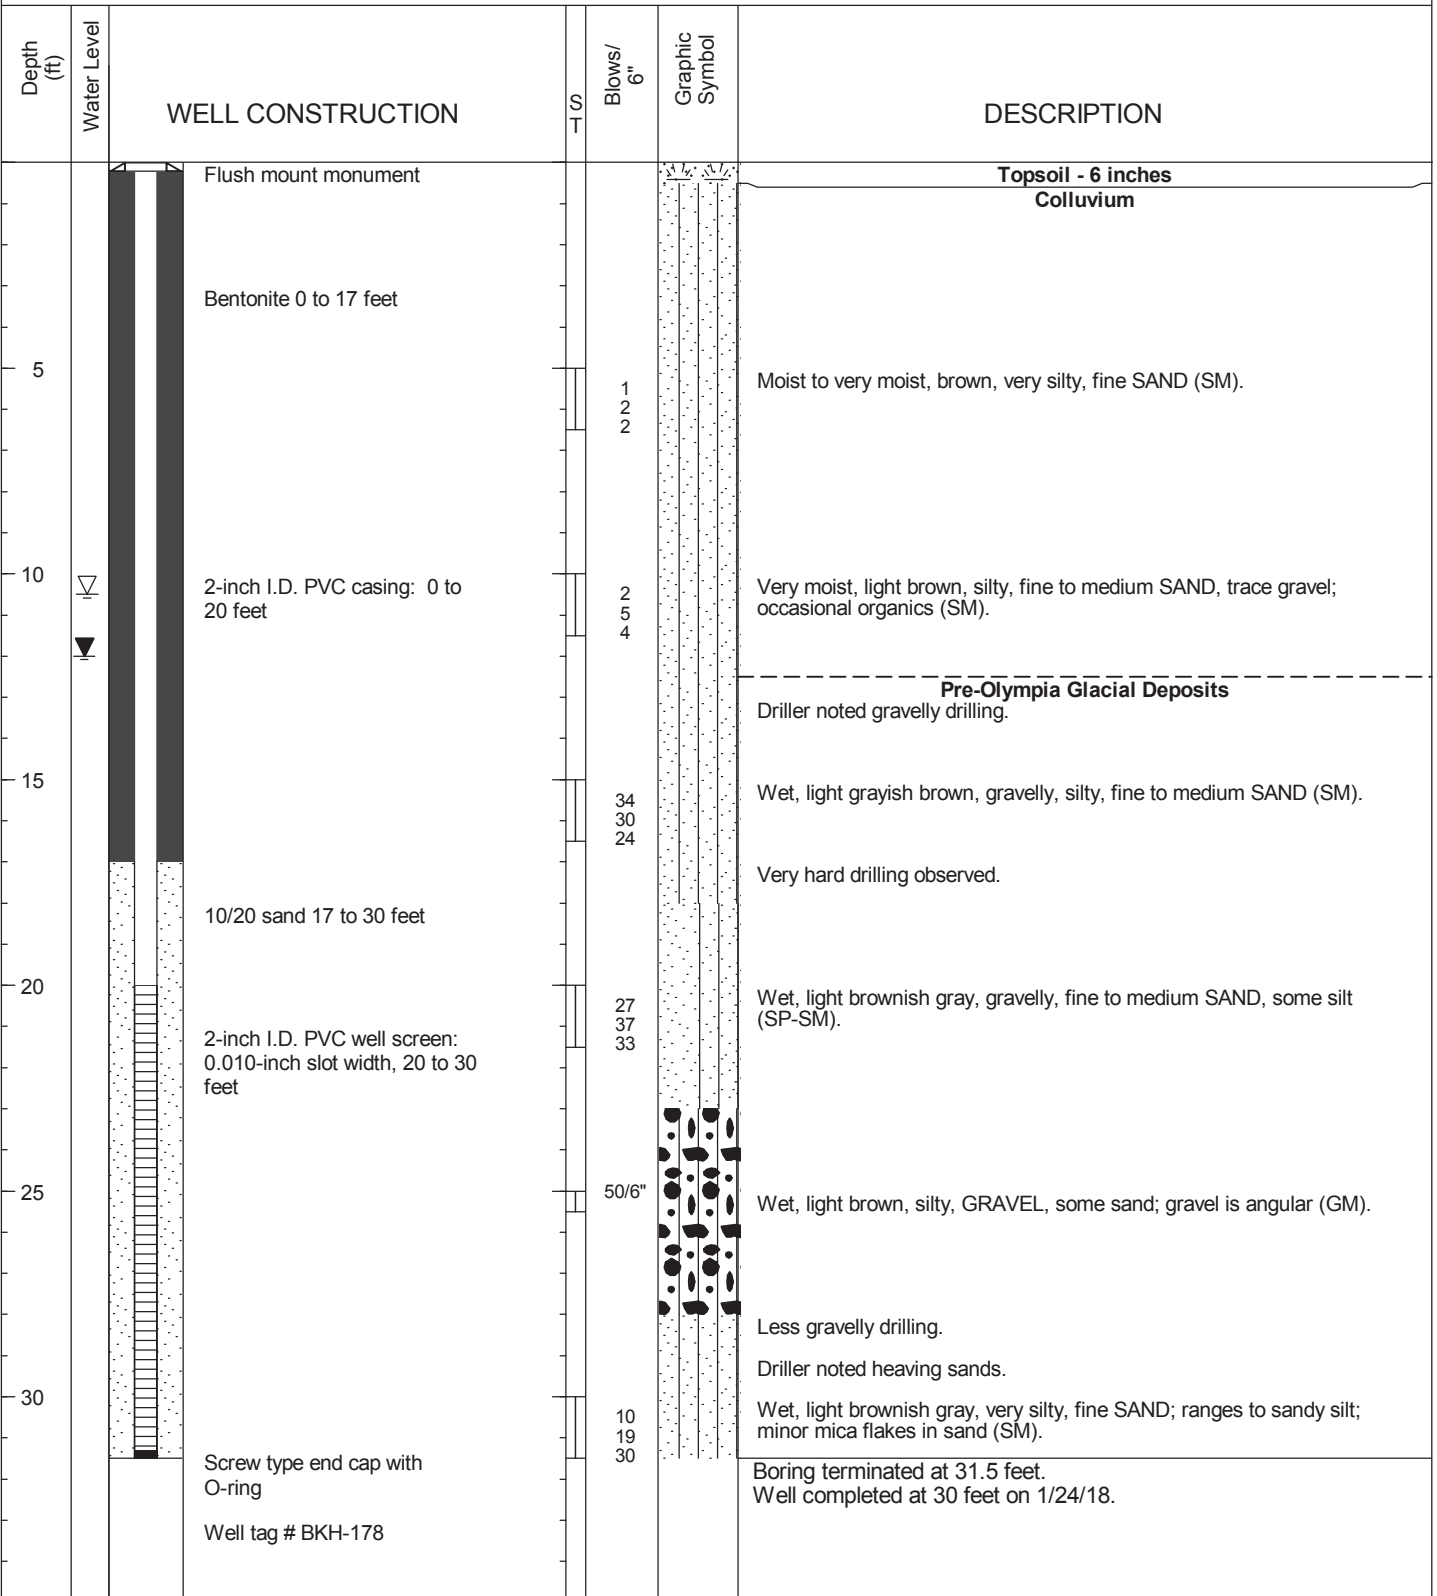 Depth
(ft)
Water Level
WELL CONSTRUCTION
S
T
Blows/
6"
Graphic
Symbol
DESCRIPTION
Flush mount monument
Topsoil - 6 inches
Colluvium
Bentonite 0 to 17 feet
5
1
2
2
Moist to very moist, brown, very silty, fine SAND (SM).
10
2-inch I.D. PVC casing: 0 to
20 feet
2
5
4
Very moist, light brown, silty, fine to medium SAND, trace gravel;
occasional organics (SM).
Pre-Olympia Glacial Deposits
Driller noted gravelly drilling.
15
34
30
24
Wet, light grayish brown, gravelly, silty, fine to medium SAND (SM).
Very hard drilling observed.
10/20 sand 17 to 30 feet
20
27
37
33
Wet, light brownish gray, gravelly, fine to medium SAND, some silt
(SP-SM).
2-inch I.D. PVC well screen:
0.010-inch slot width, 20 to 30
feet
25
50/6"
Wet, light brown, silty, GRAVEL, some sand; gravel is angular (GM).
Less gravelly drilling.
Driller noted heaving sands.
30
10
19
30
Wet, light brownish gray, very silty, fine SAND; ranges to sandy silt;
minor mica flakes in sand (SM).
Screw type end cap with
O-ring
Well tag # BKH-178
Boring terminated at 31.5 feet.
Well completed at 30 feet on 1/24/18.